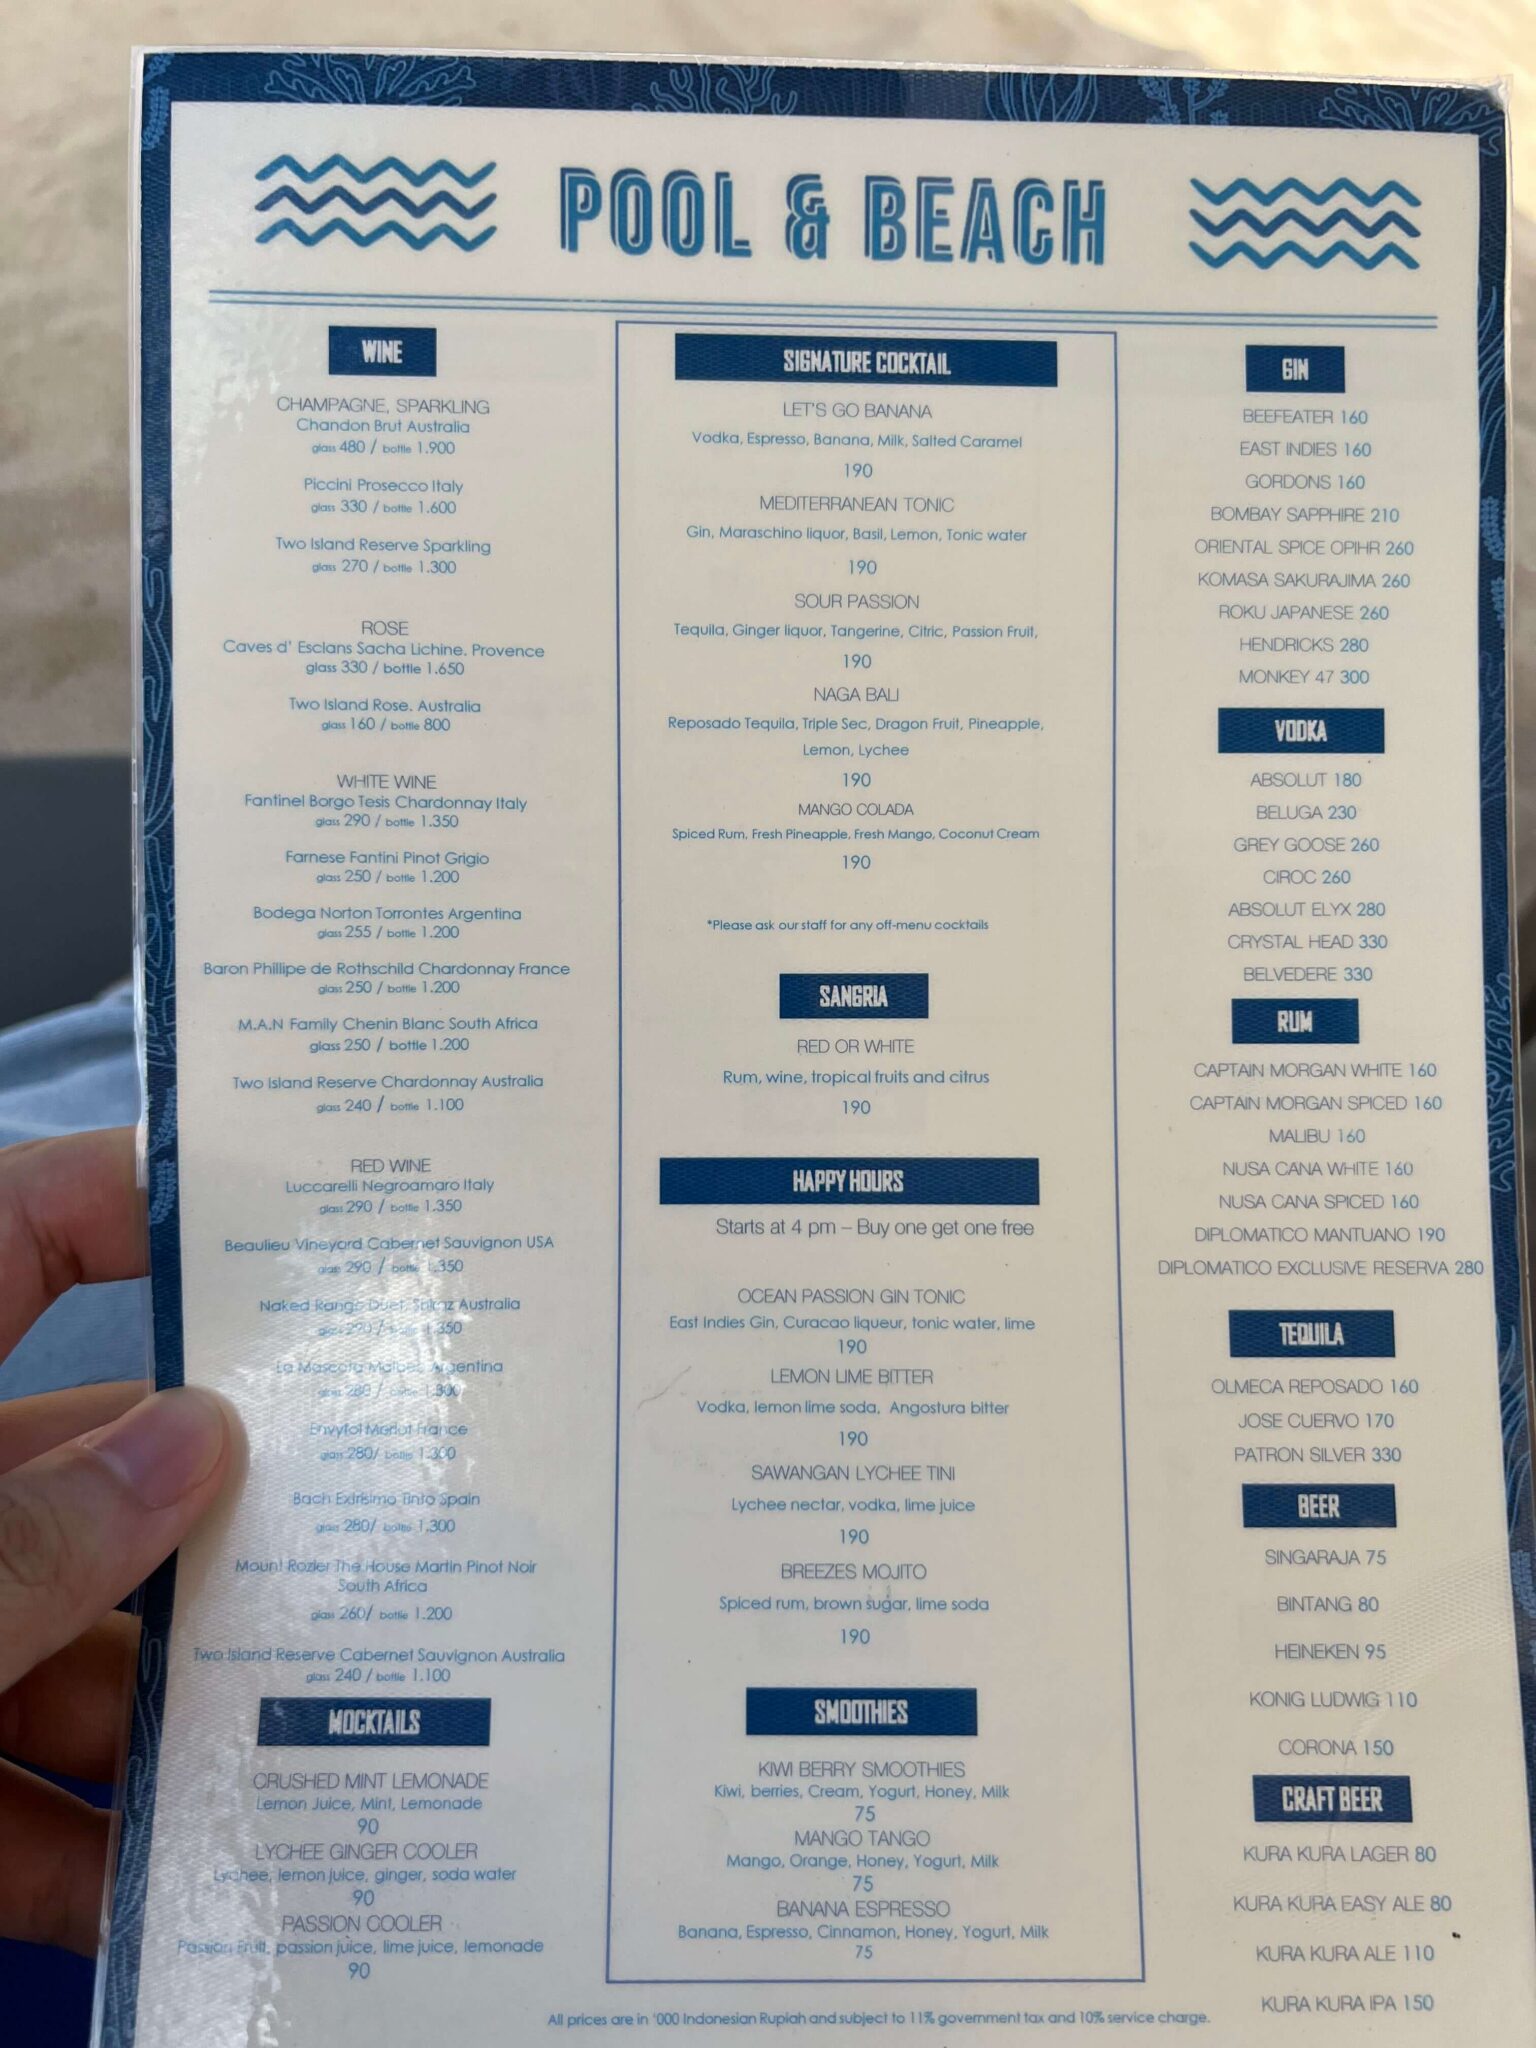 POOL & BEACH
WINE
CHAMPAGNE, SPARKLING
Chandon Brut Australia
glass 480 / bottle 1.900
Piccini Prosecco Italy
glass 330 / bottle 1.600
Two Island Reserve Sparkling
glass 270 / bottle 1.300
ROSE
Caves d' Esclans Sacha Lichine. Provence
glass 330 / bottle 1.650
Two Island Rose. Australia
glass 160 / bottle 800
WHITE WINE
Fantinel Borgo Tesis Chardonnay Italy
glass 290 / bottle 1.350
Farnese Fantini Pinot Grigio
glass 250 / bottle 1.200
Bodega Norton Torrontes Argentina
glass 255 / bottle 1.200
Baron Phillipe de Rothschild Chardonnay France
glass 250 / bottle 1.200
M.A.N Family Chenin Blanc South Africa
glass 250 / bottle 1.200
Two Island Reserve Chardonnay Australia
glass 240 / bottle 1.100
RED WINE
Luccarelli Negroamaro Italy
glass 290 / bottle 1.350
Beaulieu Vineyard Cabernet Sauvignon USA
glass 290 / bottle 1.350
Naked Range Duet, Shiraz Australia
glass 290 / bottle 1.350
La Mascota Malbec Argentina
glass 280 / bottle 1.300
Merlot France
glass 280/ bottle 1.300
Bach Tinto Spain
glass 280/ bottle 1.300
Mount Rozier The House Martin Pinot Noir
South Africa
glass 260/ bottle 1.200
Two Island Reserve Cabernet Sauvignon Australia
glass 240 / bottle 1.100
MOCKTAILS
CRUSHED MINT LEMONADE
Lemon Juice, Mint, Lemonade
90
LYCHEE GINGER COOLER
Lychee, lemon juice, ginger, soda water
90
PASSION COOLER
Passion Fruit, passion juice, lime juice, lemonade
90
SIGNATURE COCKTAIL
LET'S GO BANANA
Vodka, Espresso, Banana, Milk, Salted Caramel
190
MEDITERRANEAN TONIC
Gin, Maraschino liquor, Basil, Lemon, Tonic water
190
SOUR PASSION
Tequila, Ginger liquor, Tangerine, Citric, Passion Fruit,
190
NAGA BALI
Reposado Tequila, Triple Sec, Dragon Fruit, Pineapple,
Lemon, Lychee
190
MANGO COLADA
Spiced Rum, Fresh Pineapple, Fresh Mango, Coconut Cream
190
*Please ask our staff for any off-menu cocktails
SANGRIA
RED OR WHITE
Rum, wine, tropical fruits and citrus
190
HAPPY HOURS
Starts at 4 pm – Buy one get one free
OCEAN PASSION GIN TONIC
East Indies Gin, Curacao liqueur, tonic water, lime
190
LEMON LIME BITTER
Vodka, lemon lime soda, Angostura bitter
190
SAWANGAN LYCHEE TINI
Lychee nectar, vodka, lime juice
190
BREEZES MOJITO
Spiced rum, brown sugar, lime soda
190
SMOOTHIES
KIWI BERRY SMOOTHIES
Kiwi, berries, Cream, Yogurt, Honey, Milk
75
MANGO TANGO
Mango, Orange, Honey, Yogurt, Milk
75
BANANA ESPRESSO
Banana, Espresso, Cinnamon, Honey, Yogurt, Milk
75
GIN
BEEFEATER 160
EAST INDIES 160
GORDONS 160
BOMBAY SAPPHIRE 210
ORIENTAL SPICE OPIHR 260
KOMASA SAKURAJIMA 260
ROKU JAPANESE 260
HENDRICKS 280
MONKEY 47 300
VODKA
ABSOLUT 180
BELUGA 230
GREY GOOSE 260
CIROC 260
ABSOLUT ELYX 280
CRYSTAL HEAD 330
BELVEDERE 330
RUM
CAPTAIN MORGAN WHITE 160
CAPTAIN MORGAN SPICED 160
MALIBU 160
NUSA CANA WHITE 160
NUSA CANA SPICED 160
DIPLOMATICO MANTUANO 190
DIPLOMATICO EXCLUSIVE RESERVA 280
TEQUILA
OLMECA REPOSADO 160
JOSE CUERVO 170
PATRON SILVER 330
BEER
SINGARAJA 75
BINTANG 80
HEINEKEN 95
KONIG LUDWIG 110
CORONA 150
CRAFT BEER
KURA KURA LAGER 80
KURA KURA EASY ALE 80
KURA KURA ALE 110
KURA KURA IPA 150
All prices are in '000 Indonesian Rupiah and subject to 11% government tax and 10% service charge.